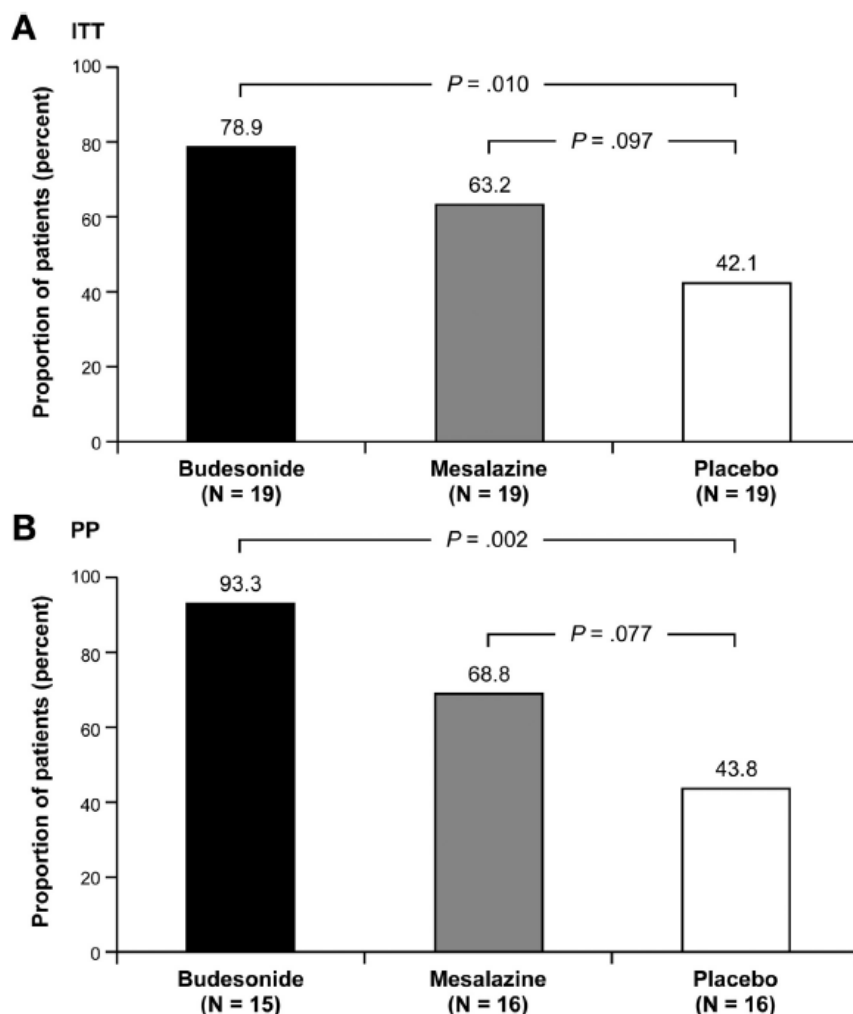 A ITT
Proportion of patients (percent)
100
80
60
40
20
0
P = .010
P = .097
78.9
63.2
42.1
Budesonide Mesalazine Placebo
(N = 19) (N = 19) (N = 19)
B PP
Proportion of patients (percent)
100
80
60
40
20
0
P = .002
P = .077
93.3
68.8
43.8
Budesonide Mesalazine Placebo
(N = 15) (N = 16) (N = 16)